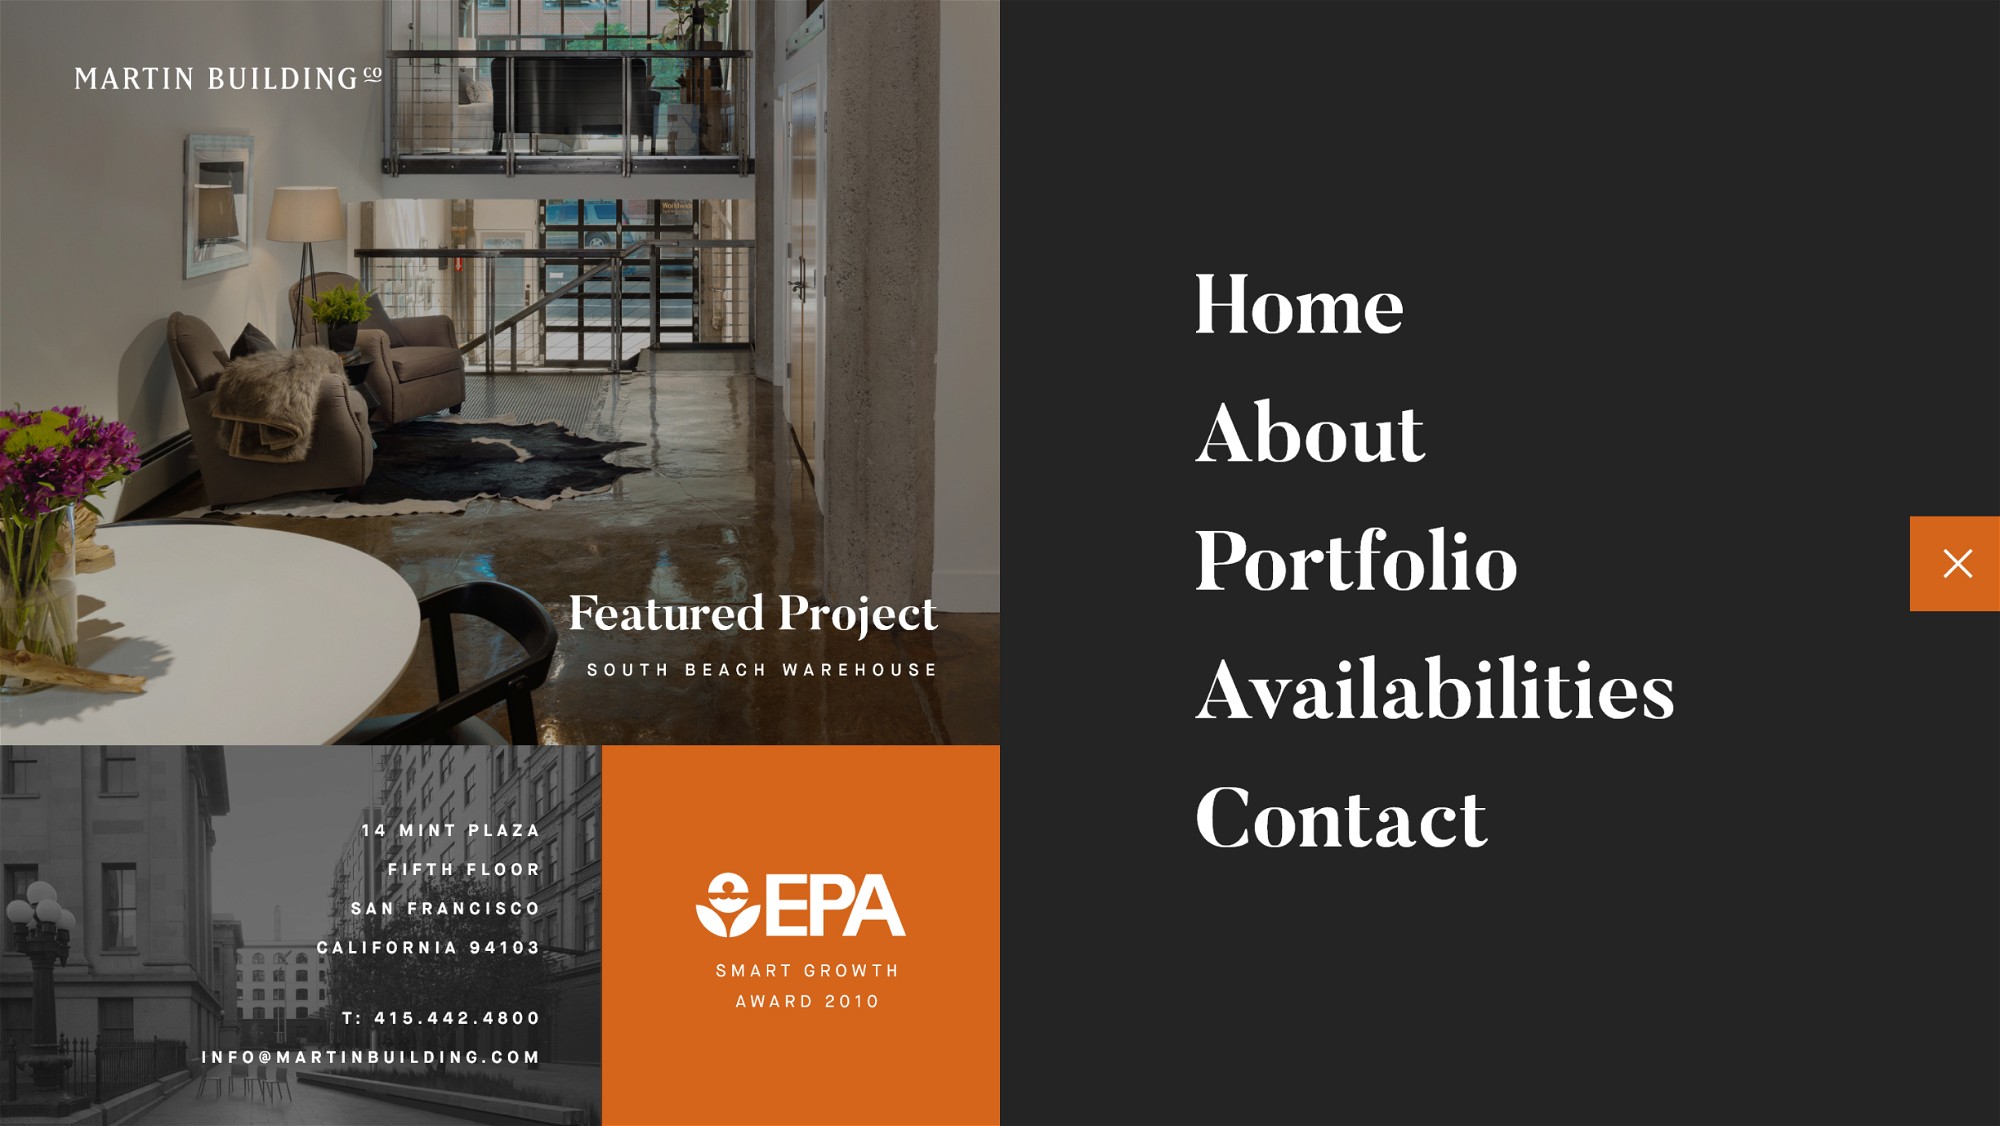 MARTIN BUILDING CO
Worldwide
Featured Project
SOUTH BEACH WAREHOUSE
14 MINT PLAZA
FIFTH FLOOR
SAN FRANCISCO
CALIFORNIA 94103
T: 415.442.4800
INFO@MARTINBUILDING.COM
EPA
SMART GROWTH
AWARD 2010
Home
About
Portfolio
Availabilities
Contact